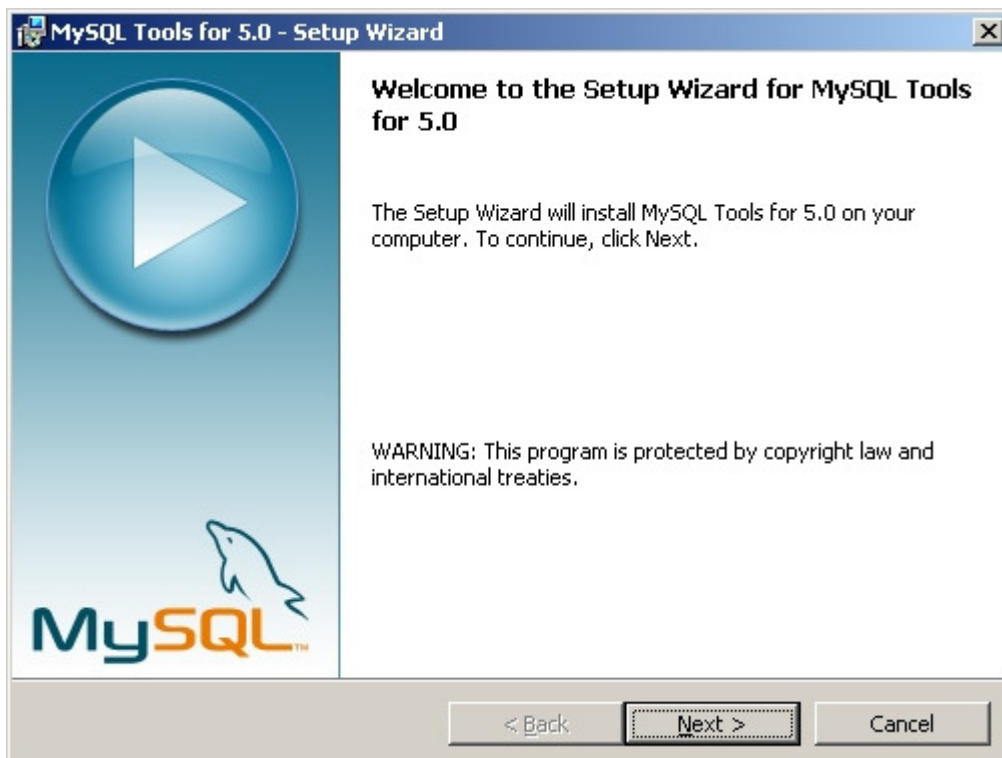 MySQL Tools for 5.0 - Setup Wizard
Welcome to the Setup Wizard for MySQL Tools
for 5.0
The Setup Wizard will install MySQL Tools for 5.0 on your
computer. To continue, click Next.
WARNING: This program is protected by copyright law and
international treaties.
MySQL™
< Back Next > Cancel